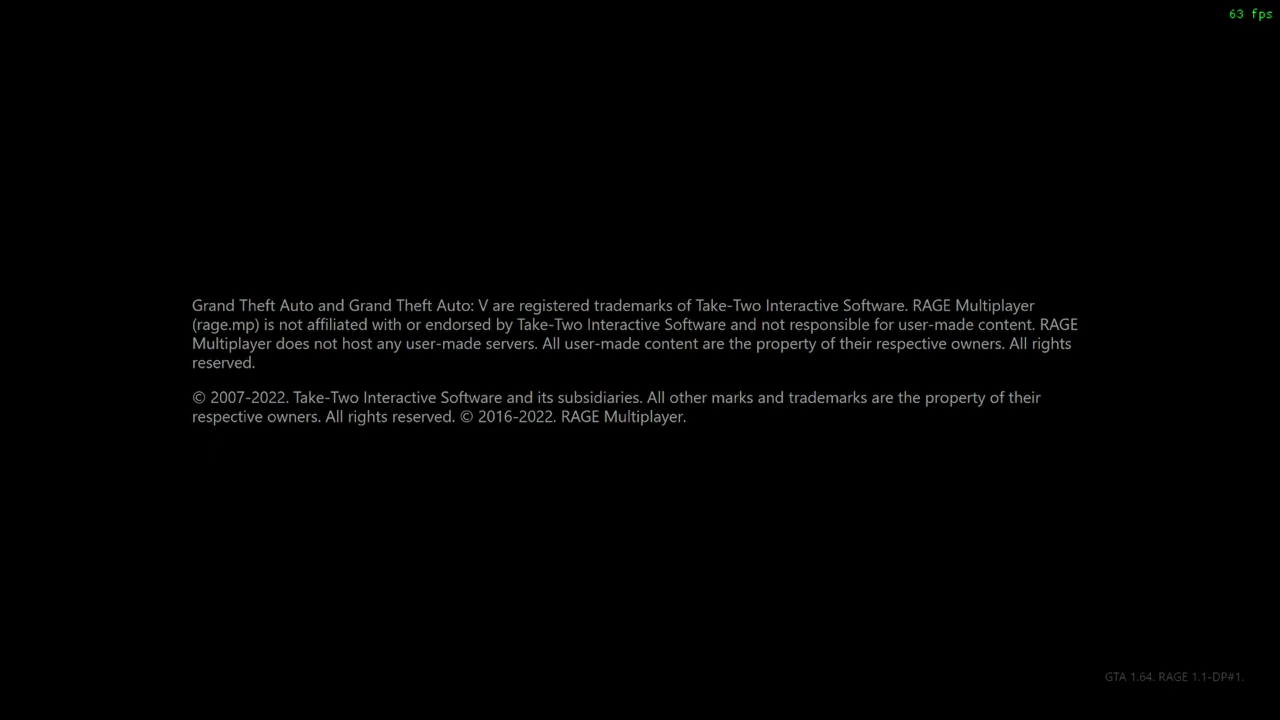 63 fps
Grand Theft Auto and Grand Theft Auto: V are registered trademarks of Take-Two Interactive Software. RAGE Multiplayer
(rage.mp) is not affiliated with or endorsed by Take-Two Interactive Software and not responsible for user-made content. RAGE
Multiplayer does not host any user-made servers. All user-made content are the property of their respective owners. All rights
reserved.
© 2007-2022. Take-Two Interactive Software and its subsidiaries. All other marks and trademarks are the property of their
respective owners. All rights reserved. © 2016-2022. RAGE Multiplayer.
GTA 1.64. RAGE 1.1-DP#1.